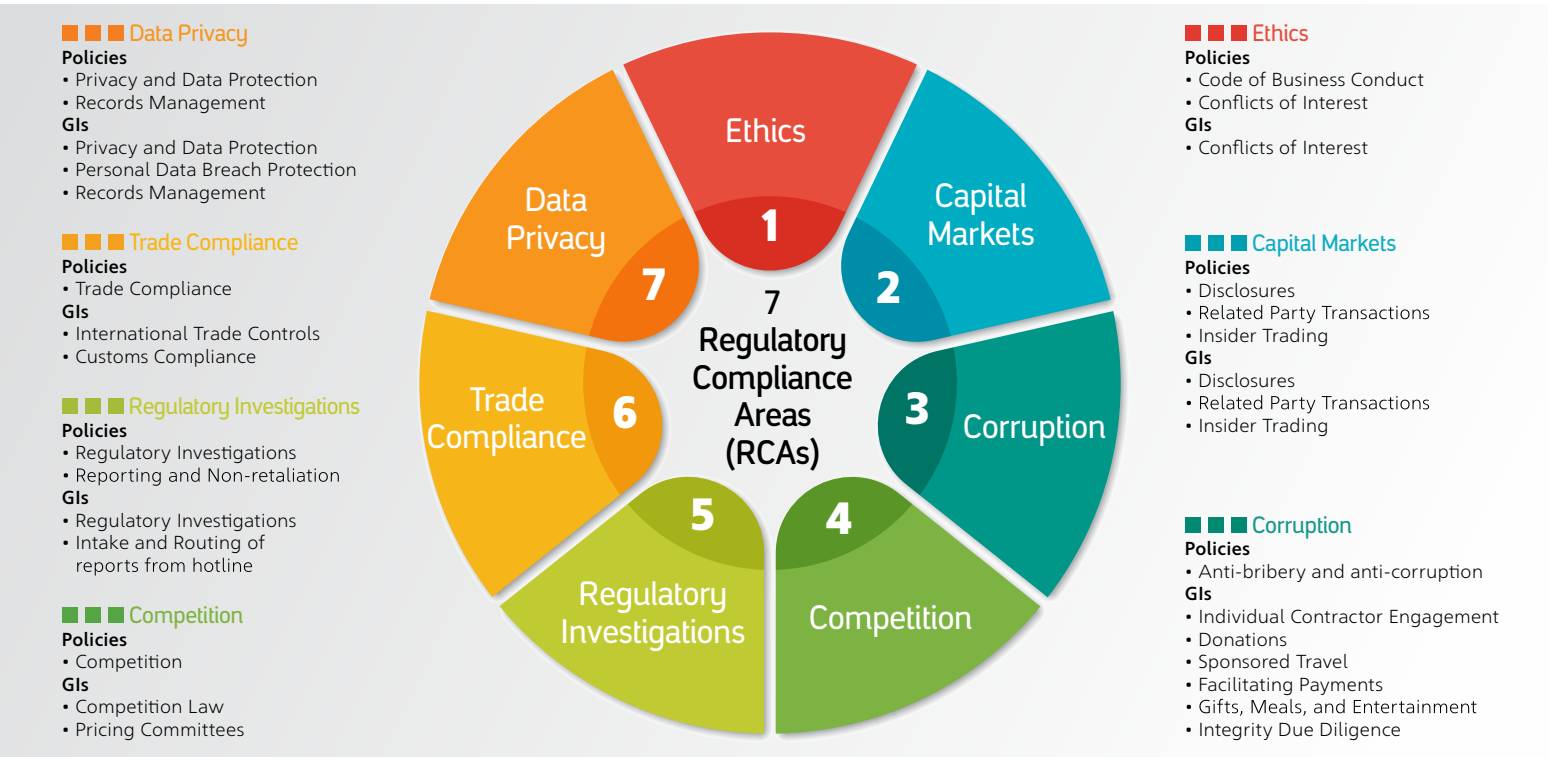 Data Privacy
Policies
• Privacy and Data Protection
• Records Management
GIs
• Privacy and Data Protection
• Personal Data Breach Protection
• Records Management
Trade Compliance
Policies
• Trade Compliance
GIs
• International Trade Controls
• Customs Compliance
Regulatory Investigations
Policies
• Regulatory Investigations
• Reporting and Non-retaliation
GIs
• Regulatory Investigations
• Intake and Routing of
reports from hotline
Competition
Policies
• Competition
GIs
• Competition Law
• Pricing Committees
Ethics
1
Capital
Markets
2
Corruption
3
Competition
4
Regulatory
Investigations
5
Trade
Compliance
6
Data
Privacy
7
7
Regulatory
Compliance
Areas
(RCAs)
Ethics
Policies
• Code of Business Conduct
• Conflicts of Interest
GIs
• Conflicts of Interest
Capital Markets
Policies
• Disclosures
• Related Party Transactions
• Insider Trading
GIs
• Disclosures
• Related Party Transactions
• Insider Trading
Corruption
Policies
• Anti-bribery and anti-corruption
GIs
• Individual Contractor Engagement
• Donations
• Sponsored Travel
• Facilitating Payments
• Gifts, Meals, and Entertainment
• Integrity Due Diligence